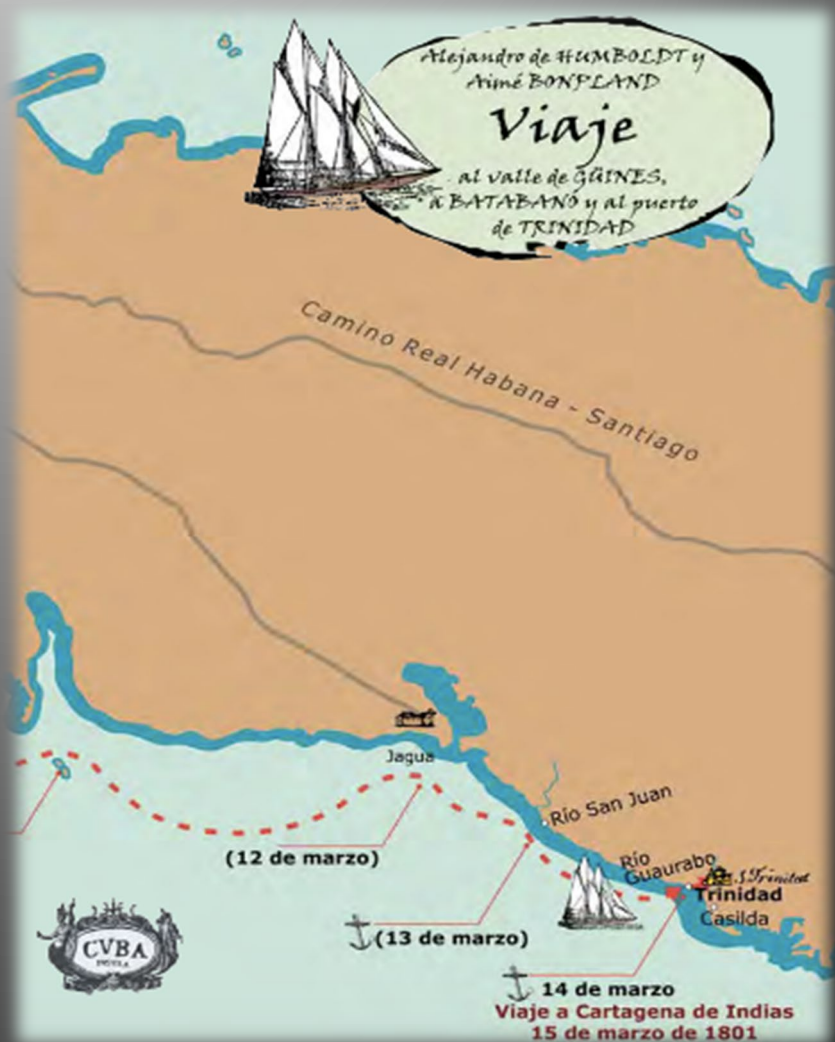 Alejandro de HUMBOLDT y
Aimé BONPLAND
Viaje
al valle de GÜINES,
a BATABANO y al puerto
de TRINIDAD
Camino Real Habana - Santiago
Jagua
Río San Juan
(12 de marzo)
Río
Guaurabo
S. Trinitat
Trinidad
Casilda
(13 de marzo)
CVBA
14 de marzo
Viaje a Cartagena de Indias
15 de marzo de 1801